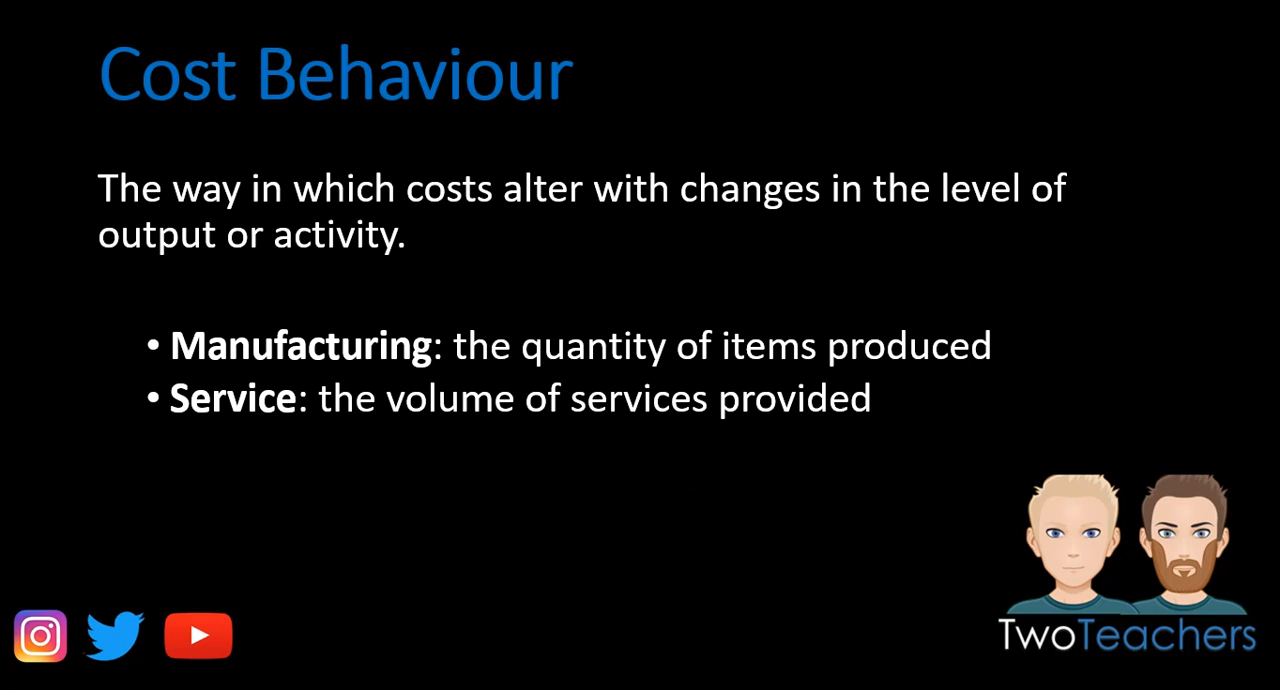 Cost Behaviour
The way in which costs alter with changes in the level of
output or activity.
• Manufacturing: the quantity of items produced
• Service: the volume of services provided
TwoTeachers